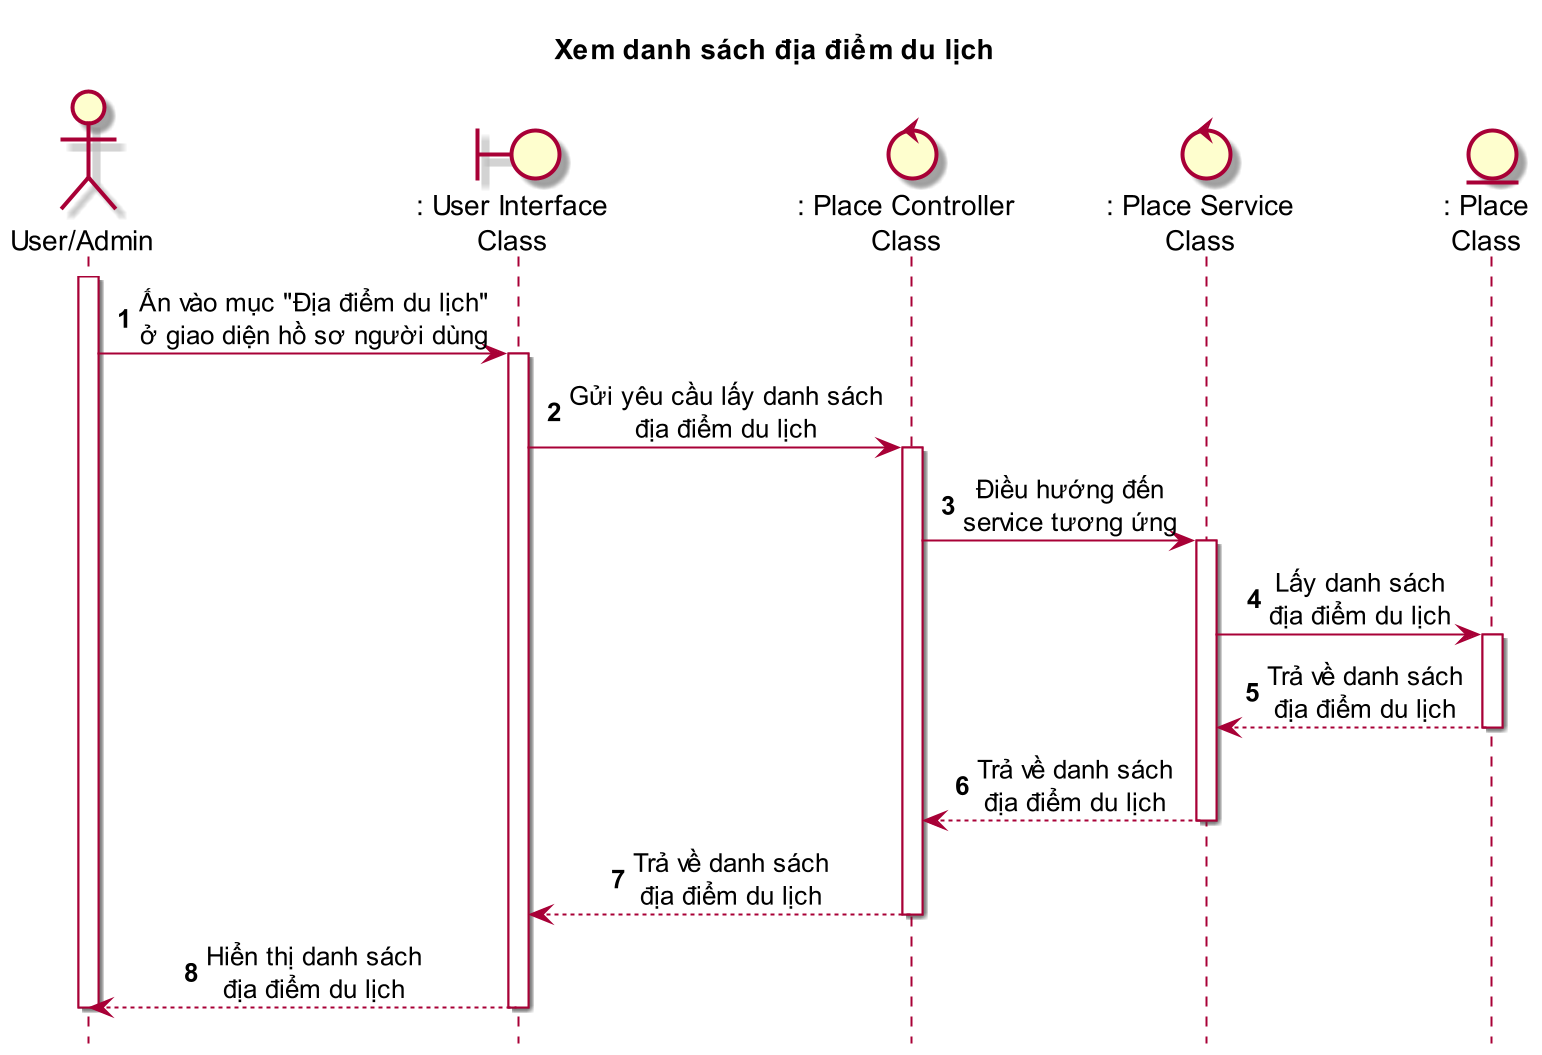 Xem danh sách địa điểm du lịch
User/Admin
: User Interface
Class
: Place Controller
Class
: Place Service
Class
: Place
Class
1 Ấn vào mục "Địa điểm du lịch"
ở giao diện hồ sơ người dùng
2 Gửi yêu cầu lấy danh sách
địa điểm du lịch
3 Điều hướng đến
service tương ứng
4 Lấy danh sách
địa điểm du lịch
5 Trả về danh sách
địa điểm du lịch
6 Trả về danh sách
địa điểm du lịch
7 Trả về danh sách
địa điểm du lịch
8 Hiển thị danh sách
địa điểm du lịch